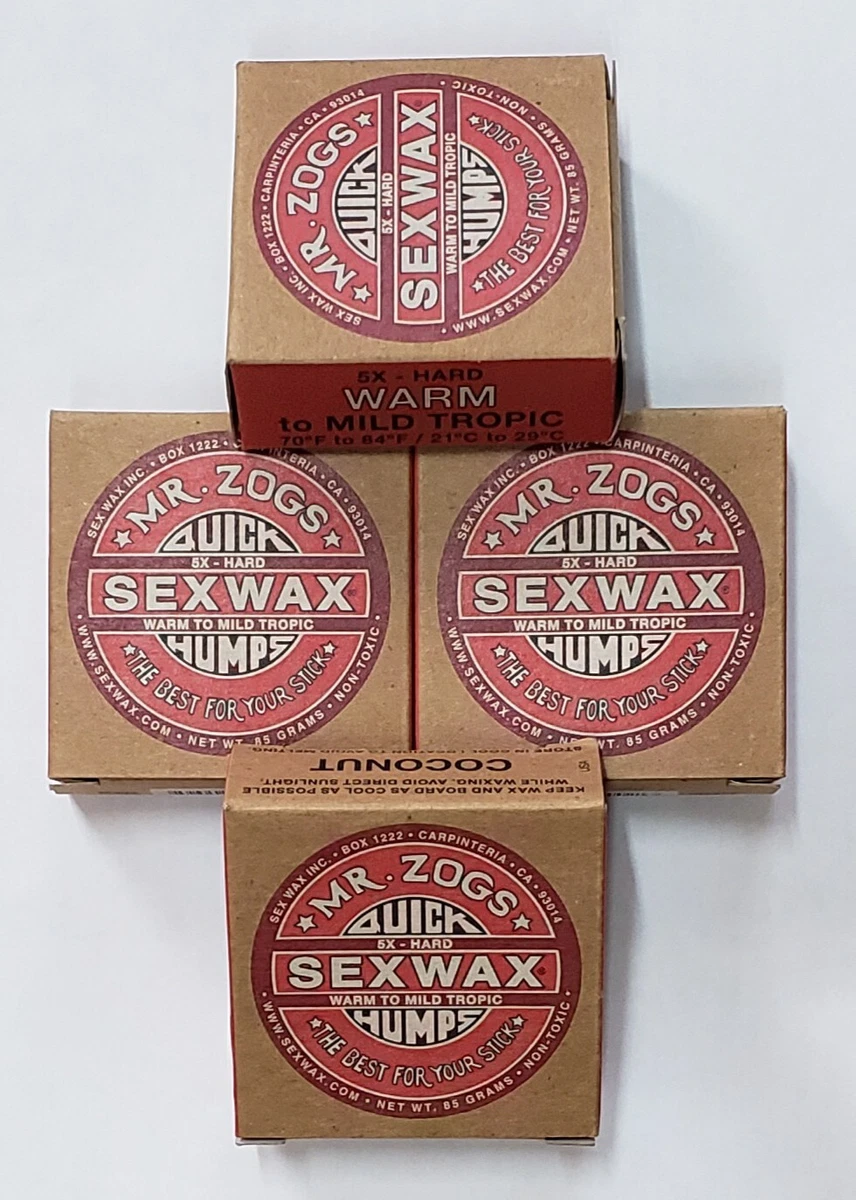 SEX WAX INC. • BOX 1222 • CARPINTERIA • CA • 93014
MR. ZOGS
QUICK
5X - HARD
SEXWAX®
WARM TO MILD TROPIC
HUMPS
THE BEST FOR YOUR STICK
• WWW.SEXWAX.COM • NET WT. 85 GRAMS • NON-TOXIC •
5X - HARD
WARM
to MILD TROPIC
70°F to 84°F / 21°C to 29°C
SEX WAX INC. • BOX 1222 • CARPINTERIA • CA • 93014
MR. ZOGS
QUICK
5X - HARD
SEXWAX®
WARM TO MILD TROPIC
HUMPS
THE BEST FOR YOUR STICK
• WWW.SEXWAX.COM • NET WT. 85 GRAMS • NON-TOXIC •
SEX WAX INC. • BOX 1222 • CARPINTERIA • CA • 93014
MR. ZOGS
QUICK
5X - HARD
SEXWAX®
WARM TO MILD TROPIC
HUMPS
THE BEST FOR YOUR STICK
• WWW.SEXWAX.COM • NET WT. 85 GRAMS • NON-TOXIC •
KEEP WAX AND BOARD AS COOL AS POSSIBLE
WHILE WAXING. AVOID DIRECT SUNLIGHT.
COCONUT
STORE IN COOL LOCATION TO AVOID MELTING
SEX WAX INC. • BOX 1222 • CARPINTERIA • CA • 93014
MR. ZOGS
QUICK
5X - HARD
SEXWAX®
WARM TO MILD TROPIC
HUMPS
THE BEST FOR YOUR STICK
• WWW.SEXWAX.COM • NET WT. 85 GRAMS • NON-TOXIC •